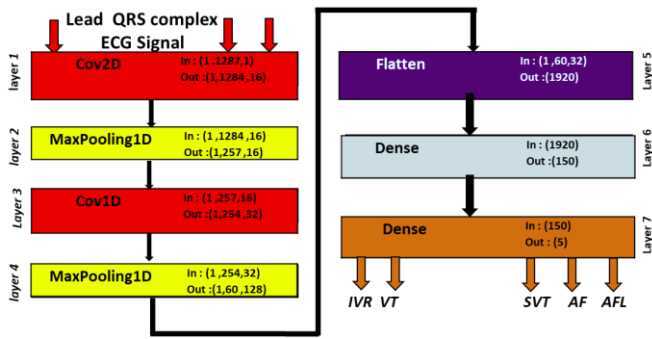 Lead QRS complex
ECG Signal
layer 1
Cov2D
In : (1 ,1287,1)
Out :(1,1284,16)
layer 2
MaxPooling1D
In : (1,1284,16)
Out :(1,257,16)
Layer 3
Cov1D
In : (1,257,16)
Out :(1,254,32)
layer 4
MaxPooling1D
In : (1,254,32)
Out :(1,60,128)
Layer 5
Flatten
In : (1,60,32)
Out :(1920)
Layer 6
Dense
In : (1920)
Out :(150)
Layer 7
Dense
In : (150)
Out : (5)
IVR VT SVT AF AFL